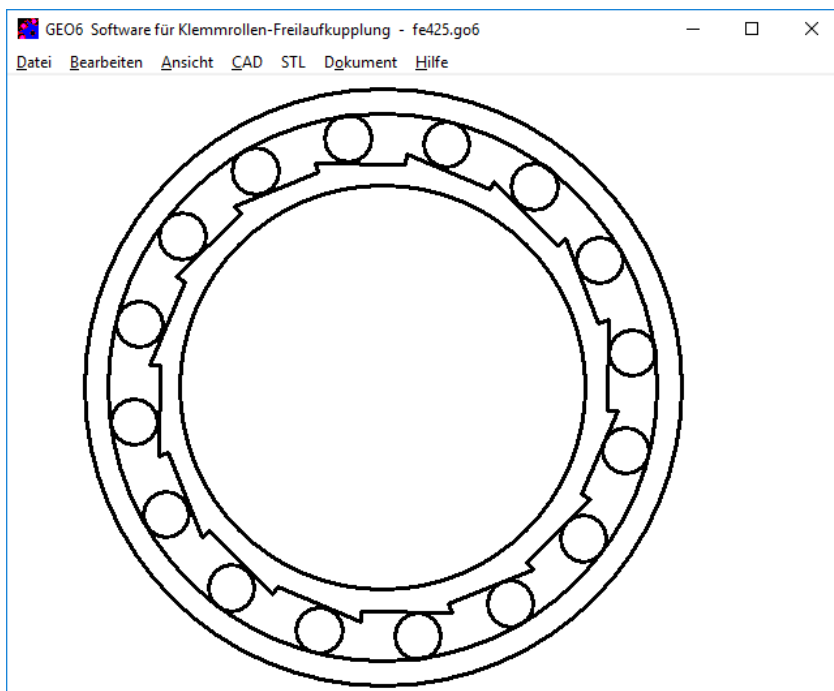 GEO6 Software für Klemmrollen-Freilaufkupplung - fe425.go6
Datei Bearbeiten Ansicht CAD STL Dokument Hilfe